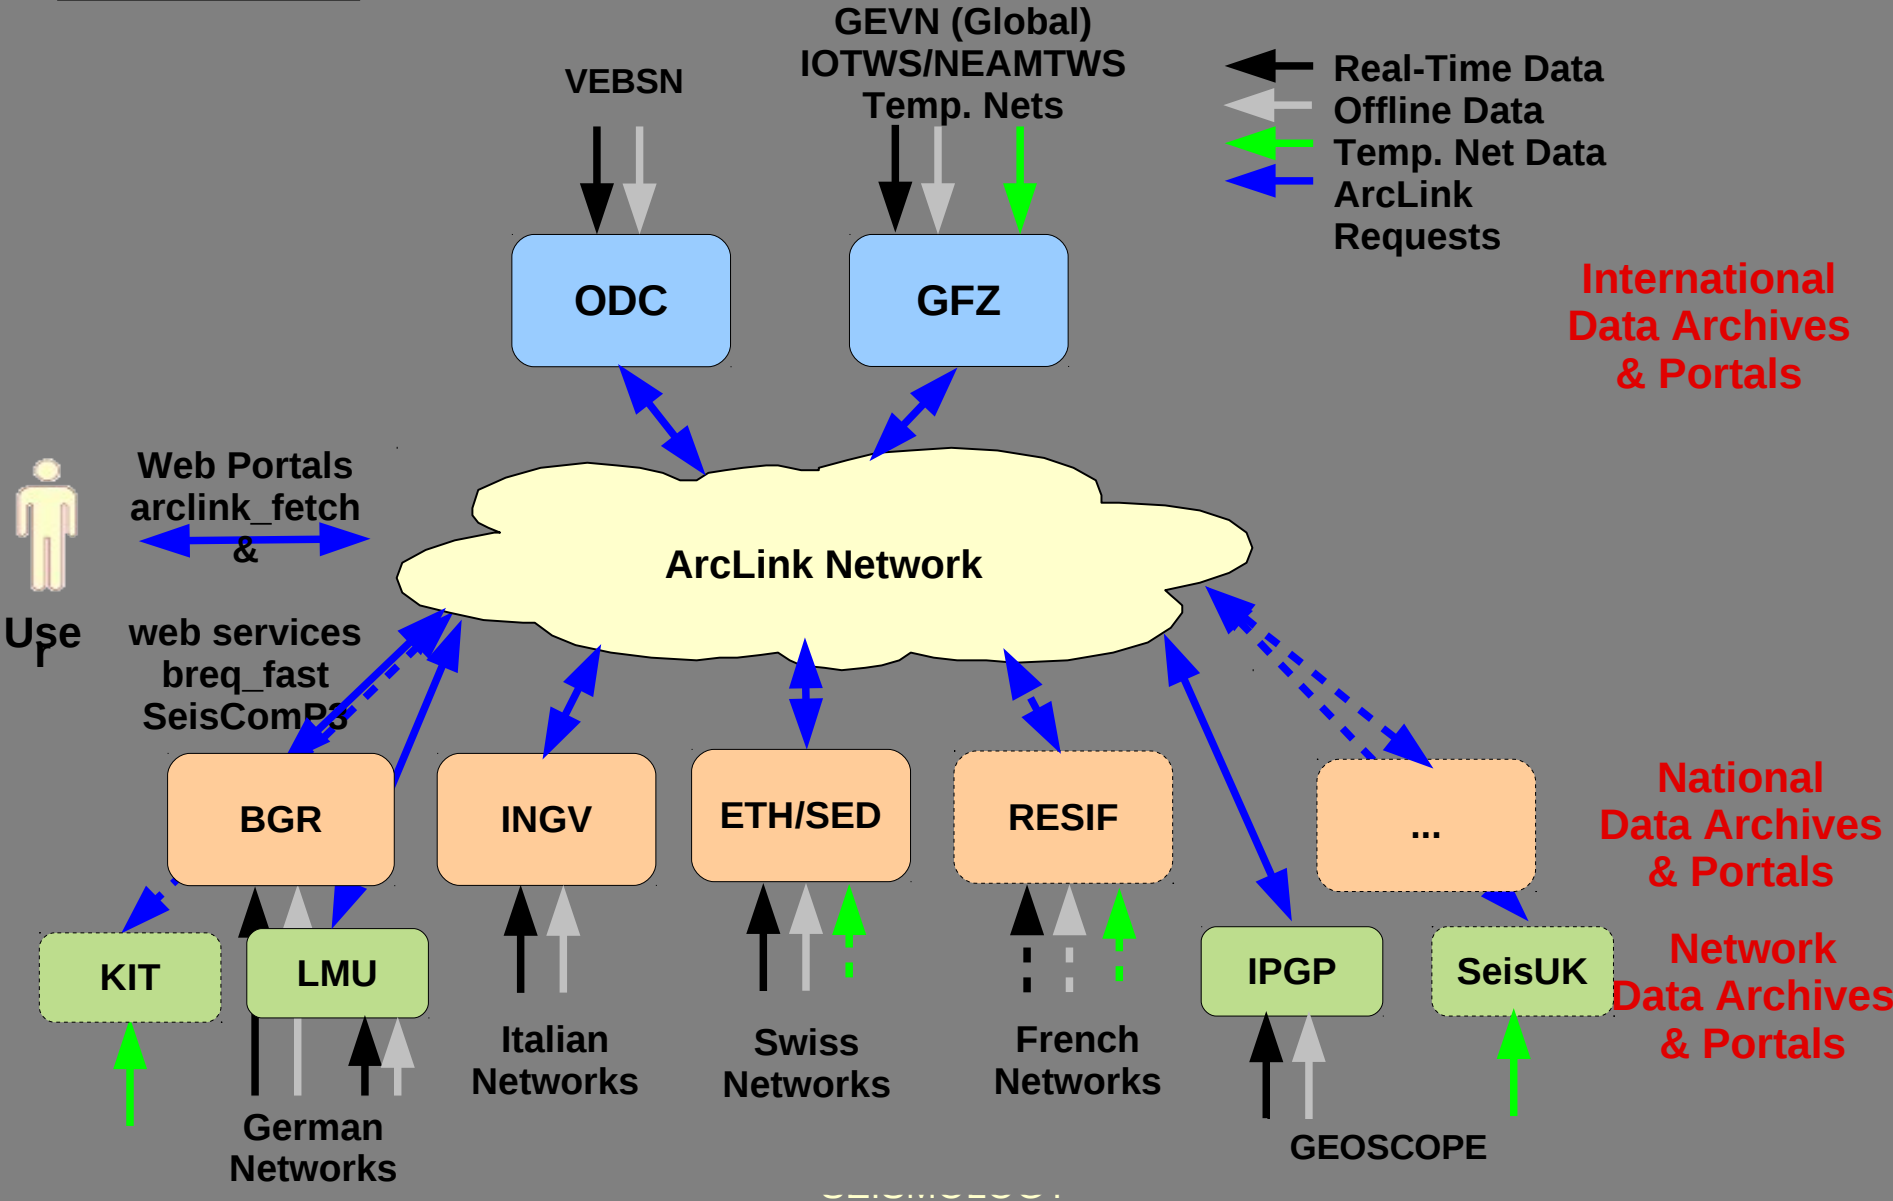 GEVN (Global)
IOTWS/NEAMTWS
Temp. Nets
VEBSN
Real-Time Data
Offline Data
Temp. Net Data
ArcLink
Requests
ODC
GFZ
International
Data Archives
& Portals
Web Portals
arclink_fetch
&
web services
breq_fast
SeisComP3
User
ArcLink Network
BGR
INGV
ETH/SED
RESIF
...
National
Data Archives
& Portals
KIT
LMU
IPGP
SeisUK
Network
Data Archives
& Portals
Italian
Networks
Swiss
Networks
French
Networks
German
Networks
GEOSCOPE